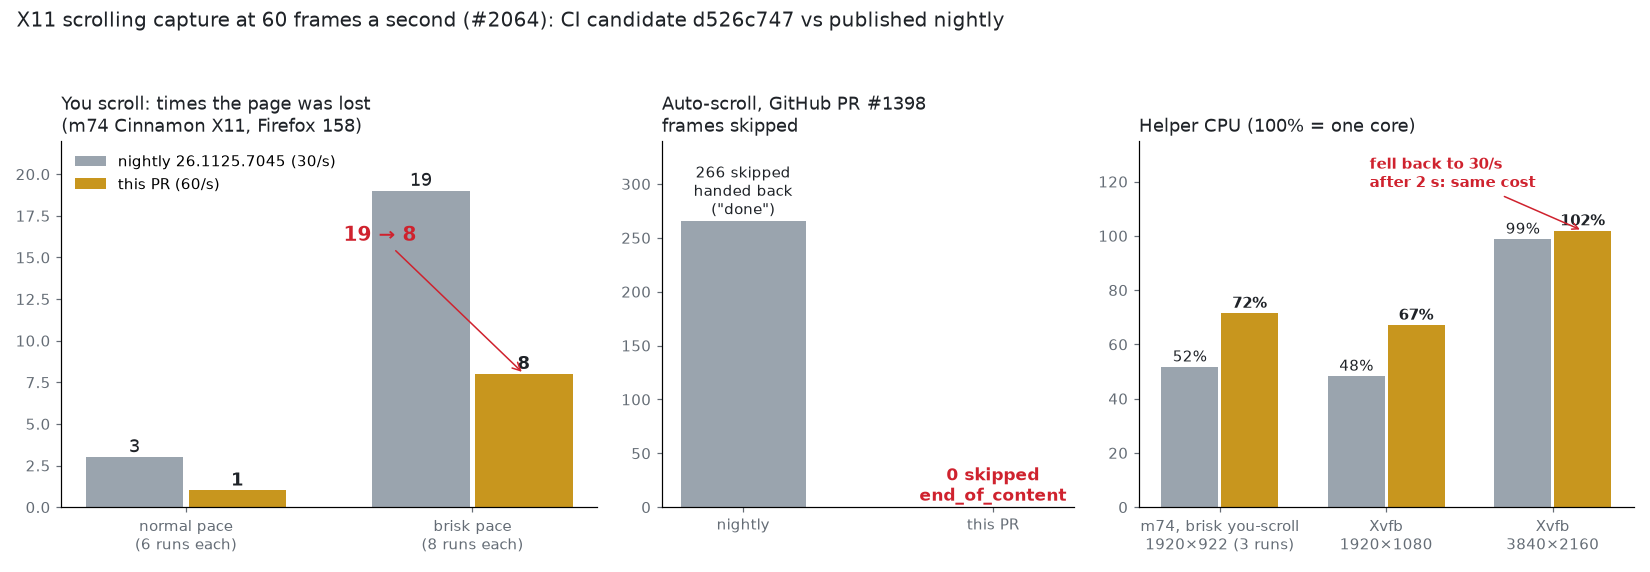 X11 scrolling capture at 60 frames a second (#2064): CI candidate d526c747 vs published nightly
You scroll: times the page was lost
(m74 Cinnamon X11, Firefox 158)
nightly 26.1125.7045 (30/s)
this PR (60/s)
20.0
17.5
15.0
12.5
10.0
7.5
5.0
2.5
0.0
3
1
19
19 → 8
8
normal pace
(6 runs each)
brisk pace
(8 runs each)
Auto-scroll, GitHub PR #1398
frames skipped
300
250
200
150
100
50
0
266 skipped
handed back
("done")
0 skipped
end_of_content
nightly
this PR
Helper CPU (100% = one core)
120
100
80
60
40
20
0
fell back to 30/s
after 2 s: same cost
52%
72%
48%
67%
99%
102%
m74, brisk you-scroll
1920×922 (3 runs)
Xvfb
1920×1080
Xvfb
3840×2160